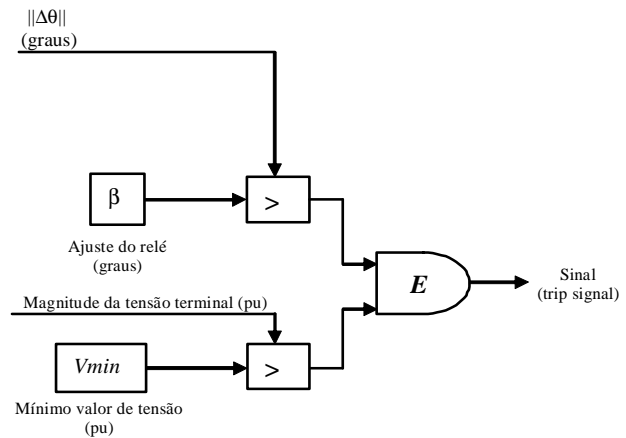 ||Δθ||
(graus)
β
>
Ajuste do relé
(graus)
E
Sinal
(trip signal)
Magnitude da tensão terminal (pu)
Vmin
>
Mínimo valor de tensão
(pu)